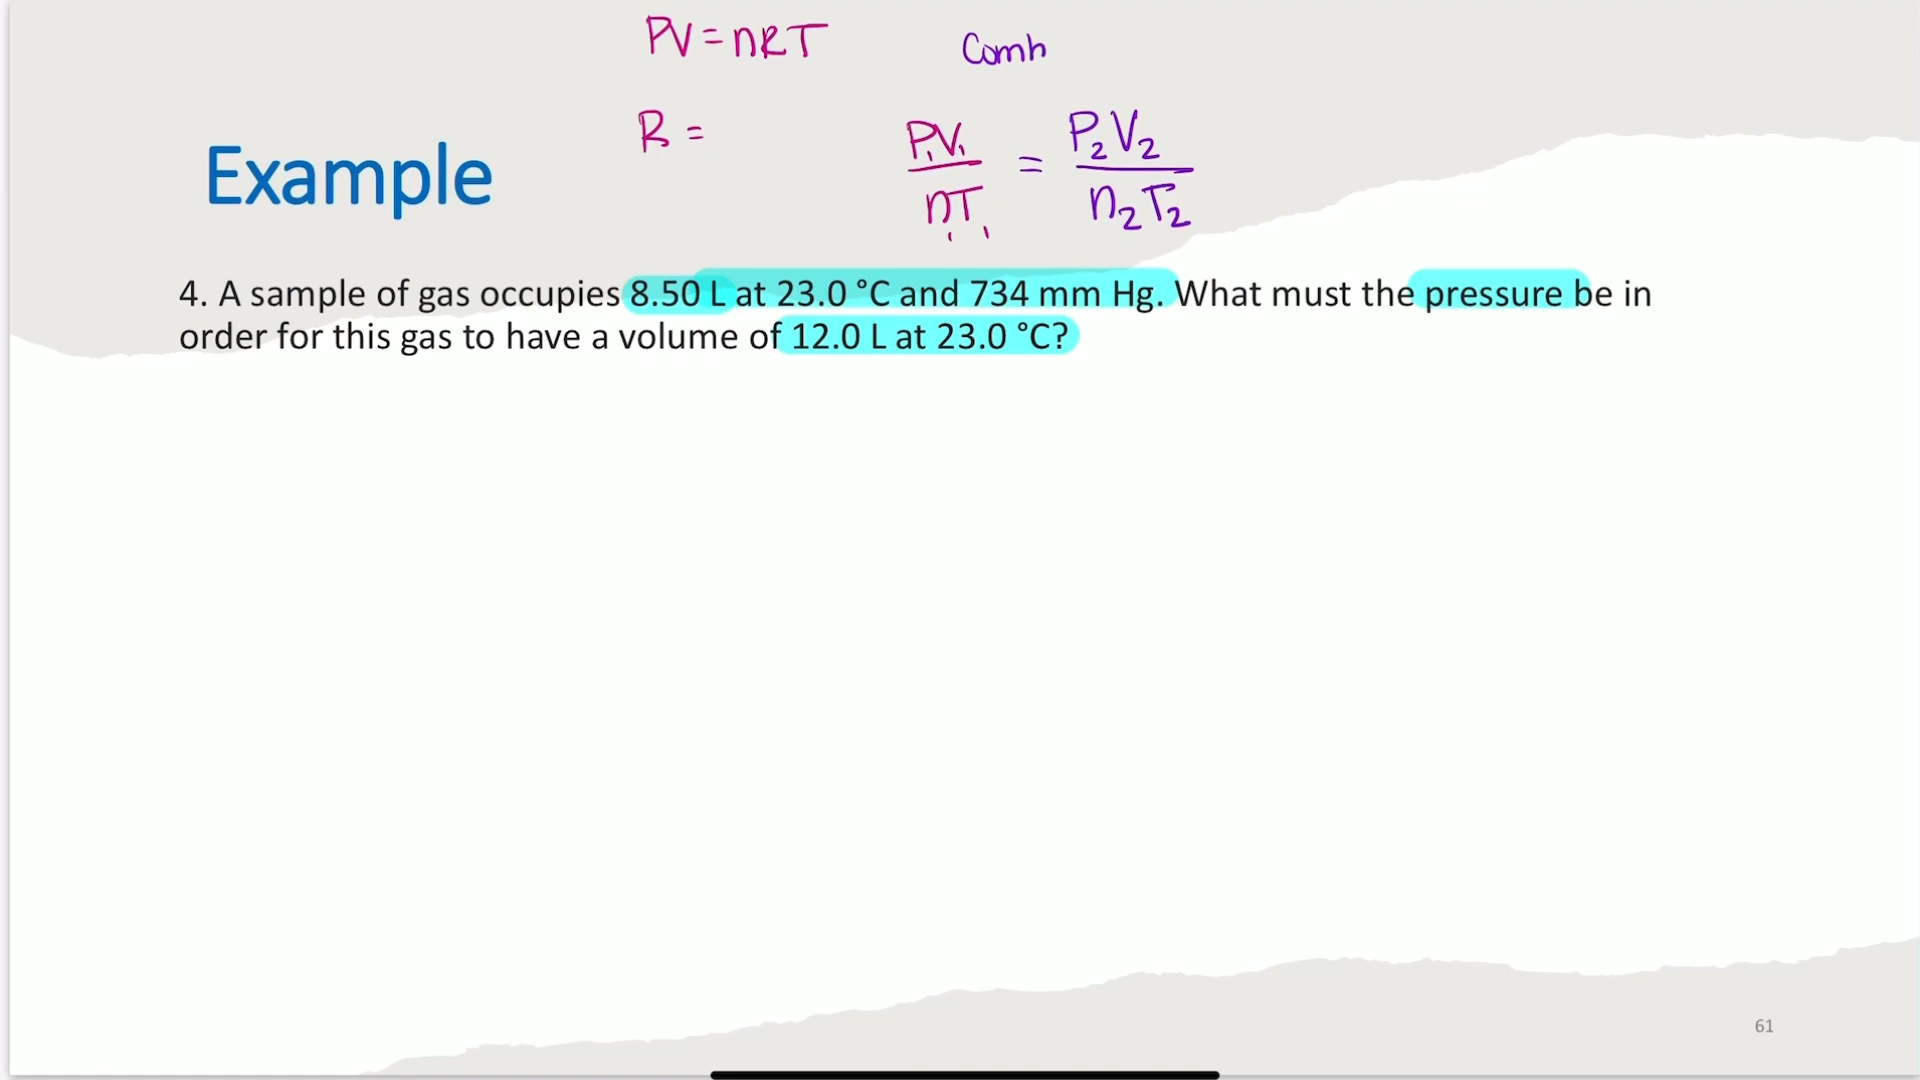 PV = nRT
Comb
R =
P₁V₁ / n₁T₁ = P₂V₂ / n₂T₂
Example
4. A sample of gas occupies 8.50 L at 23.0 °C and 734 mm Hg. What must the pressure be in
order for this gas to have a volume of 12.0 L at 23.0 °C?
61